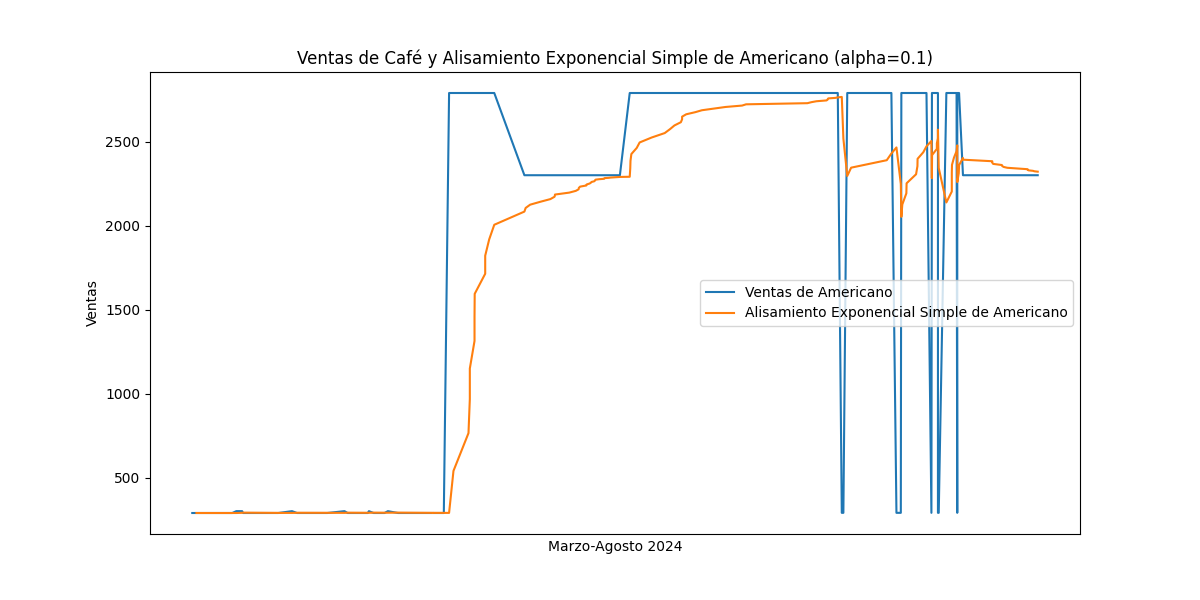 Ventas de Café y Alisamiento Exponencial Simple de Americano (alpha=0.1)
2500
2000
1500
1000
500
Ventas
Ventas de Americano
Alisamiento Exponencial Simple de Americano
Marzo-Agosto 2024